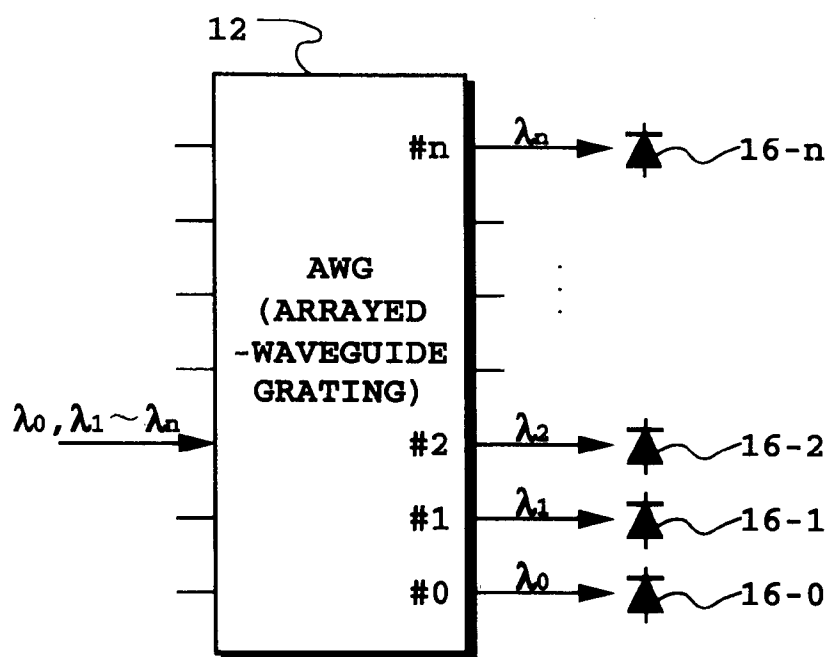 12
#n λn 16-n
AWG
(ARRAYED
-WAVEGUIDE
GRATING)
λ0,λ1~λn
#2 λ2 16-2
#1 λ1 16-1
#0 λ0 16-0